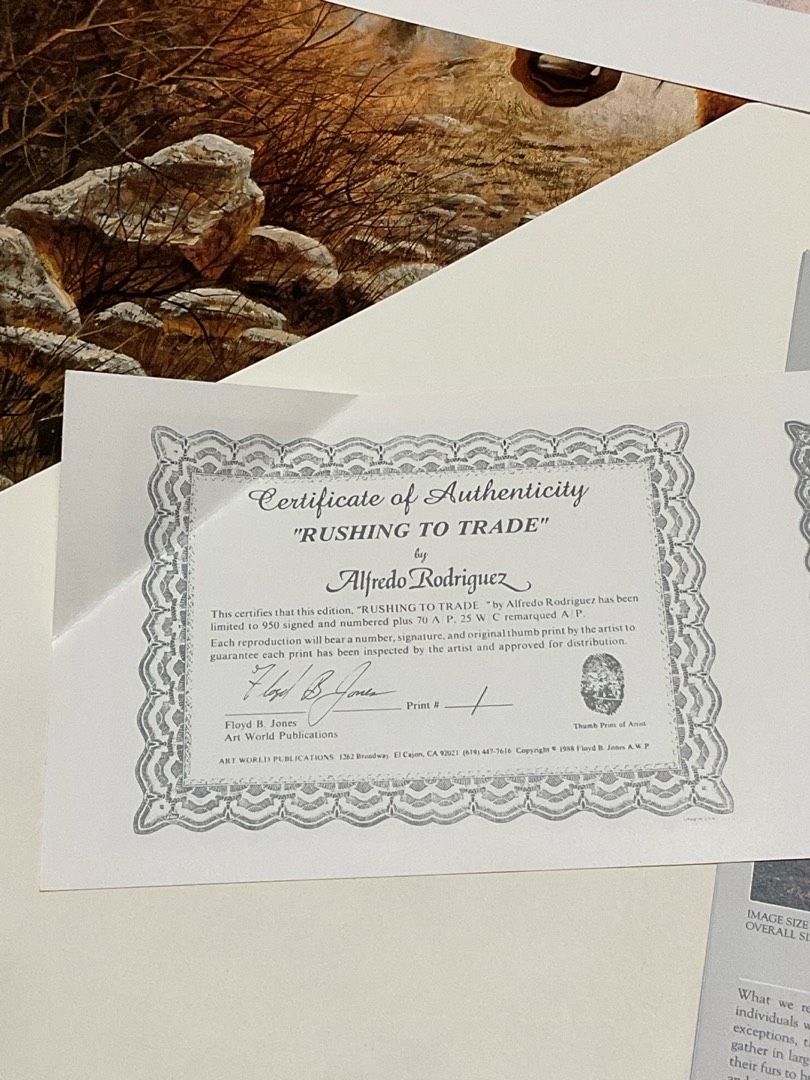 Certificate of Authenticity
"RUSHING TO TRADE"
by
Alfredo Rodriguez
This certifies that this edition, "RUSHING TO TRADE " by Alfredo Rodriguez has been
limited to 950 signed and numbered plus 70 A P. 25 W C remarqued A P.
Each reproduction will bear a number, signature, and original thumb print by the artist to
guarantee each print has been inspected by the artist and approved for distribution.
Floyd B Jones
Print # /
Floyd B. Jones
Art World Publications
Thumb Print of Artist
ART WORLD PUBLICATIONS 1262 Broadway El Cajon, CA 92021 (619) 447-7616 Copyright © 1988 Floyd B. Jones A.W.P
IMAGE SIZE
OVERALL
What we
individuals
exceptions,
gather in
their furs to